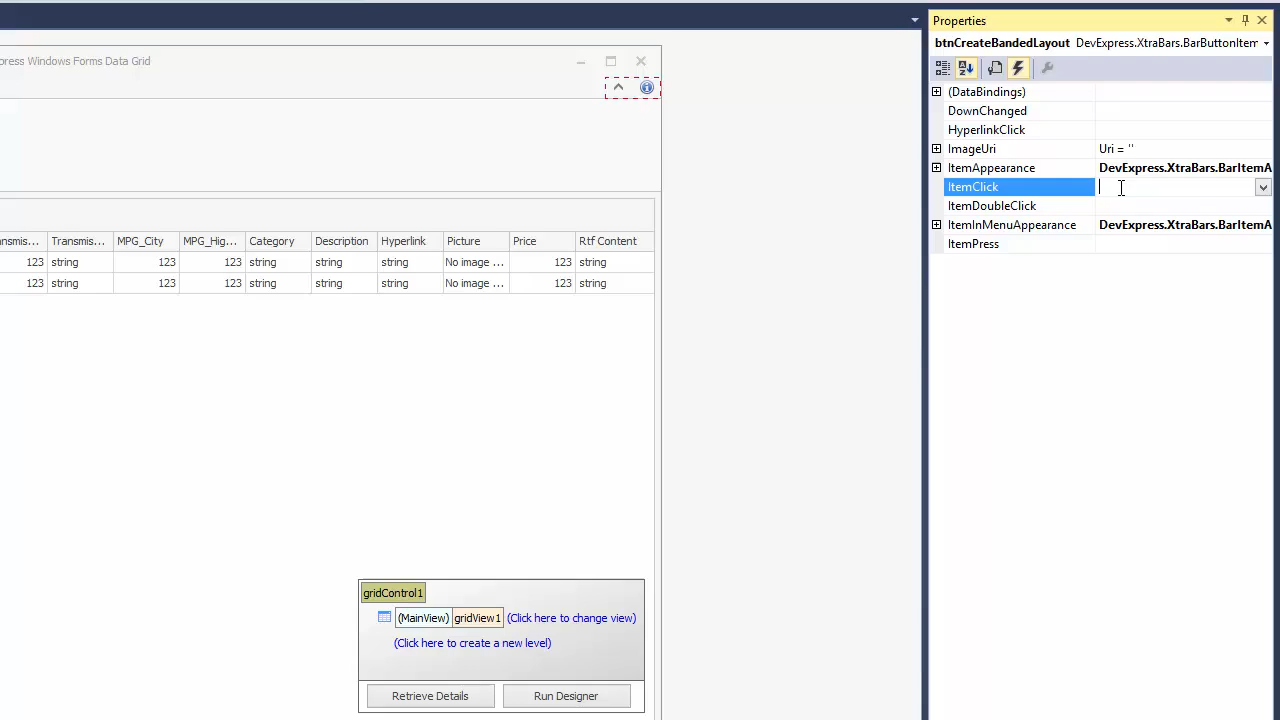 press Windows Forms Data Grid
ansmis... Transmis... MPG_City MPG_Hig... Category Description Hyperlink Picture Price Rtf Content
123 string 123 123 string string string No image ... 123 string
123 string 123 123 string string string No image ... 123 string
gridControl1
(MainView) gridView1 (Click here to change view)
(Click here to create a new level)
Retrieve Details Run Designer
Properties
btnCreateBandedLayout DevExpress.XtraBars.BarButtonItem
(DataBindings)
DownChanged
HyperlinkClick
ImageUri Uri = ''
ItemAppearance DevExpress.XtraBars.BarItemA
ItemClick
ItemDoubleClick
ItemInMenuAppearance DevExpress.XtraBars.BarItemA
ItemPress